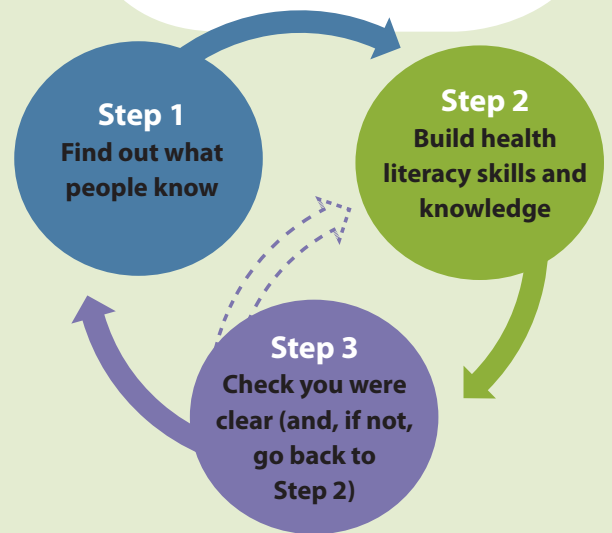 Step 1
Find out what
people know
Step 2
Build health
literacy skills and
knowledge
Step 3
Check you were
clear (and, if not,
go back to
Step 2)